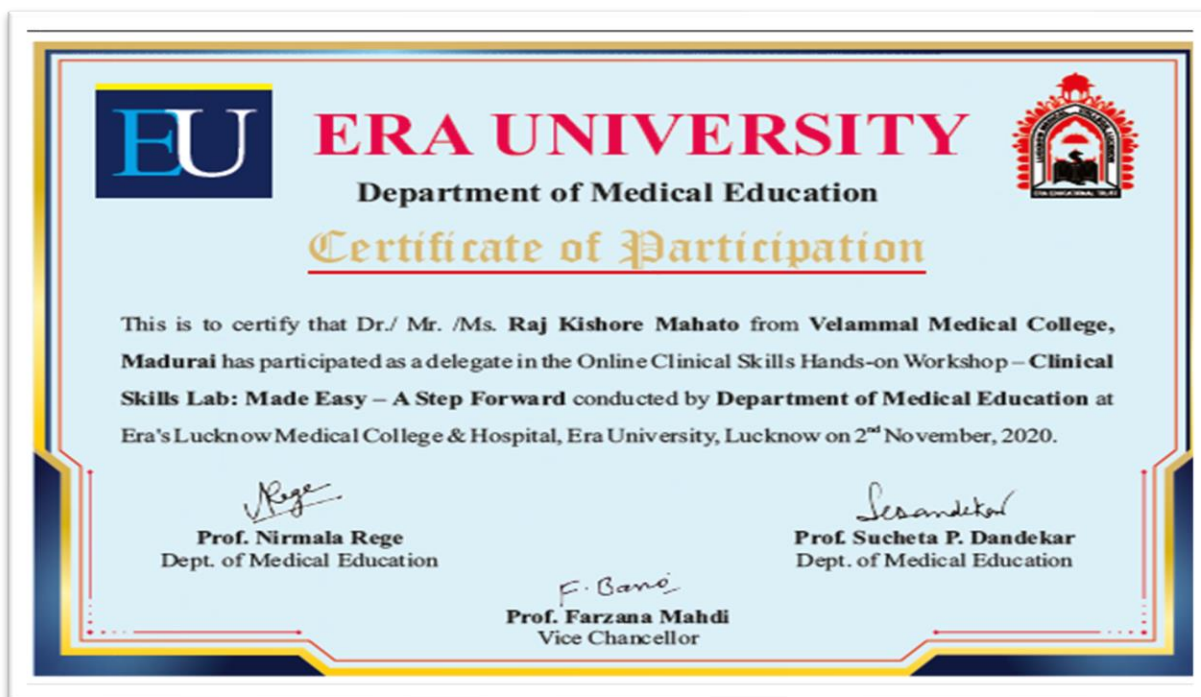 EU
ERA UNIVERSITY
Department of Medical Education
Certificate of Participation
This is to certify that Dr./ Mr. /Ms. Raj Kishore Mahato from Velammal Medical College,
Madurai has participated as a delegate in the Online Clinical Skills Hands-on Workshop – Clinical
Skills Lab: Made Easy – A Step Forward conducted by Department of Medical Education at
Era's Lucknow Medical College & Hospital, Era University, Lucknow on 2nd November, 2020.
Prof. Nirmala Rege
Dept. of Medical Education
Prof. Sucheta P. Dandekar
Dept. of Medical Education
F. Bano
Prof. Farzana Mahdi
Vice Chancellor